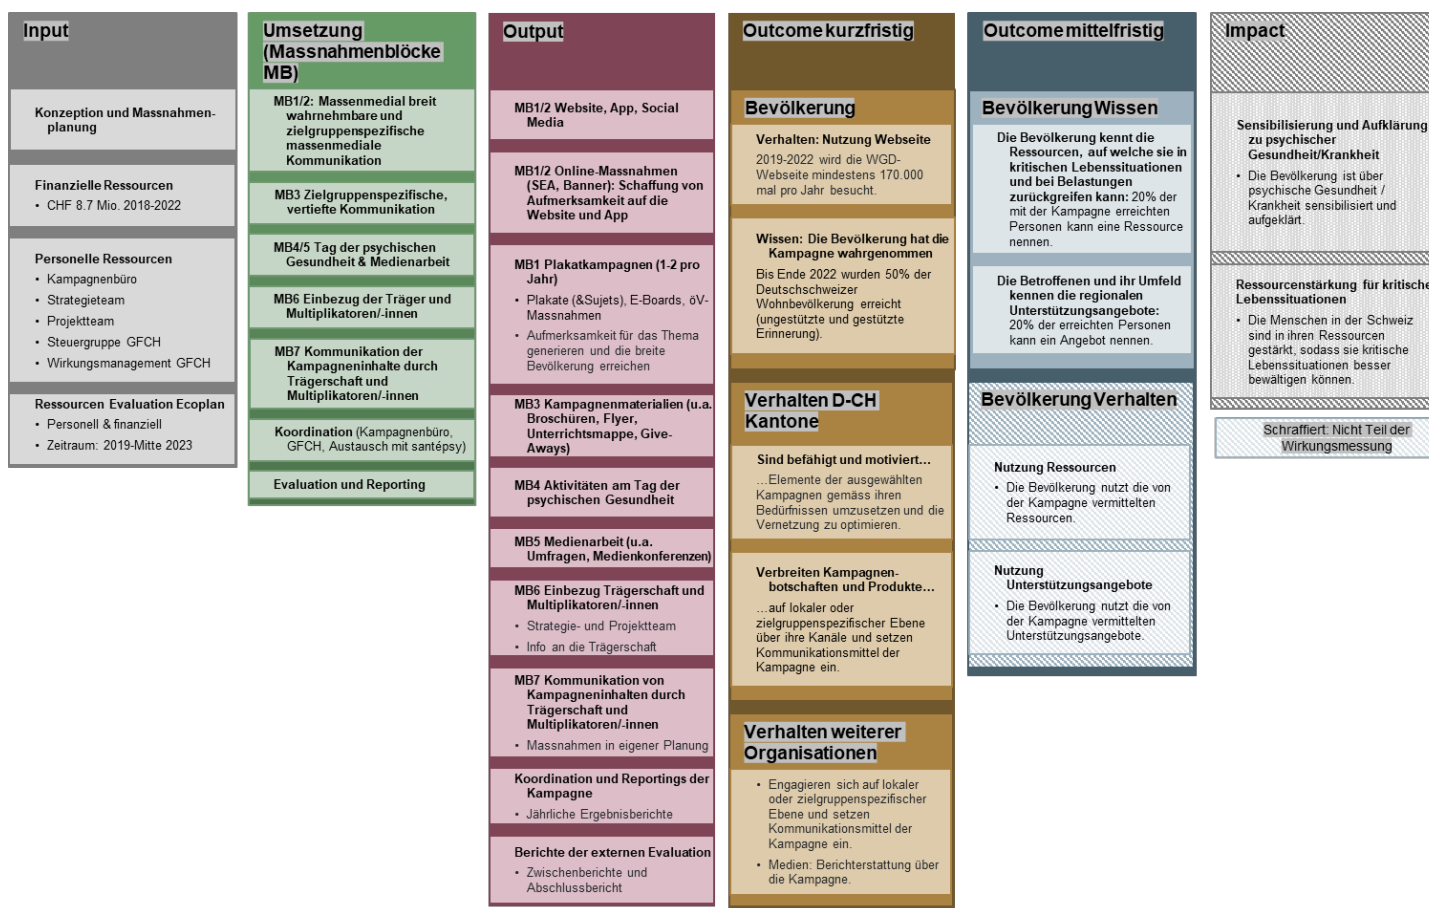 Input
Konzeption und Massnahmen-
planung
Finanzielle Ressourcen
• CHF 8.7 Mio. 2018-2022
Personelle Ressourcen
• Kampagnenbüro
• Strategieteam
• Projektteam
• Steuergruppe GFCH
• Wirkungsmanagement GFCH
Ressourcen Evaluation Ecoplan
• Personell & finanziell
• Zeitraum: 2019-Mitte 2023
Umsetzung
(Massnahmenblöcke
MB)
MB1/2: Massenmedial breit
wahrnehmbare und
zielgruppenspezifische
massenmediale
Kommunikation
MB3 Zielgruppenspezifische,
vertiefte Kommunikation
MB4/5 Tag der psychischen
Gesundheit & Medienarbeit
MB6 Einbezug der Träger und
Multiplikatoren/-innen
MB7 Kommunikation der
Kampagneninhalte durch
Trägerschaft und
Multiplikatoren/-innen
Koordination (Kampagnenbüro,
GFCH, Austausch mit santépsy)
Evaluation und Reporting
Output
MB1/2 Website, App, Social
Media
MB1/2 Online-Massnahmen
(SEA, Banner): Schaffung von
Aufmerksamkeit auf die
Website und App
MB1 Plakatkampagnen (1-2 pro
Jahr)
• Plakate (&Sujets), E-Boards, öV-
Massnahmen
• Aufmerksamkeit für das Thema
generieren und die breite
Bevölkerung erreichen
MB3 Kampagnenmaterialien (u.a.
Broschüren, Flyer,
Unterrichtsmappe, Give-
Aways)
MB4 Aktivitäten am Tag der
psychischen Gesundheit
MB5 Medienarbeit (u.a.
Umfragen, Medienkonferenzen)
MB6 Einbezug Trägerschaft und
Multiplikatoren/-innen
• Strategie- und Projektteam
• Info an die Trägerschaft
MB7 Kommunikation von
Kampagneninhalten durch
Trägerschaft und
Multiplikatoren/-innen
• Massnahmen in eigener Planung
Koordination und Reportings der
Kampagne
• Jährliche Ergebnisberichte
Berichte der externen Evaluation
• Zwischenberichte und
Abschlussbericht
Outcome kurzfristig
Bevölkerung
Verhalten: Nutzung Webseite
2019-2022 wird die WGD-
Webseite mindestens 170.000
mal pro Jahr besucht.
Wissen: Die Bevölkerung hat die
Kampagne wahrgenommen
Bis Ende 2022 wurden 50% der
Deutschschweizer
Wohnbevölkerung erreicht
(ungestützte und gestützte
Erinnerung).
Verhalten D-CH
Kantone
Sind befähigt und motiviert…
…Elemente der ausgewählten
Kampagnen gemäss ihren
Bedürfnissen umzusetzen und die
Vernetzung zu optimieren.
Verbreiten Kampagnen-
botschaften und Produkte…
…auf lokaler oder
zielgruppenspezifischer Ebene
über ihre Kanäle und setzen
Kommunikationsmittel der
Kampagne ein.
Verhalten weiterer
Organisationen
• Engagieren sich auf lokaler
oder zielgruppenspezifischer
Ebene und setzen
Kommunikationsmittel der
Kampagne ein.
• Medien: Berichterstattung über
die Kampagne.
Outcome mittelfristig
Bevölkerung Wissen
Die Bevölkerung kennt die
Ressourcen, auf welche sie in
kritischen Lebenssituationen
und bei Belastungen
zurückgreifen kann: 20% der
mit der Kampagne erreichten
Personen kann eine Ressource
nennen.
Die Betroffenen und ihr Umfeld
kennen die regionalen
Unterstützungsangebote:
20% der erreichten Personen
kann ein Angebot nennen.
Bevölkerung Verhalten
Nutzung Ressourcen
• Die Bevölkerung nutzt die von
der Kampagne vermittelten
Ressourcen.
Nutzung
Unterstützungsangebote
• Die Bevölkerung nutzt die von
der Kampagne vermittelten
Unterstützungsangebote.
Impact
Sensibilisierung und Aufklärung
zu psychischer
Gesundheit/Krankheit
• Die Bevölkerung ist über
psychische Gesundheit /
Krankheit sensibilisiert und
aufgeklärt.
Ressourcenstärkung für kritische
Lebenssituationen
• Die Menschen in der Schweiz
sind in ihren Ressourcen
gestärkt, sodass sie kritische
Lebenssituationen besser
bewältigen können.
Schraffiert: Nicht Teil der
Wirkungsmessung